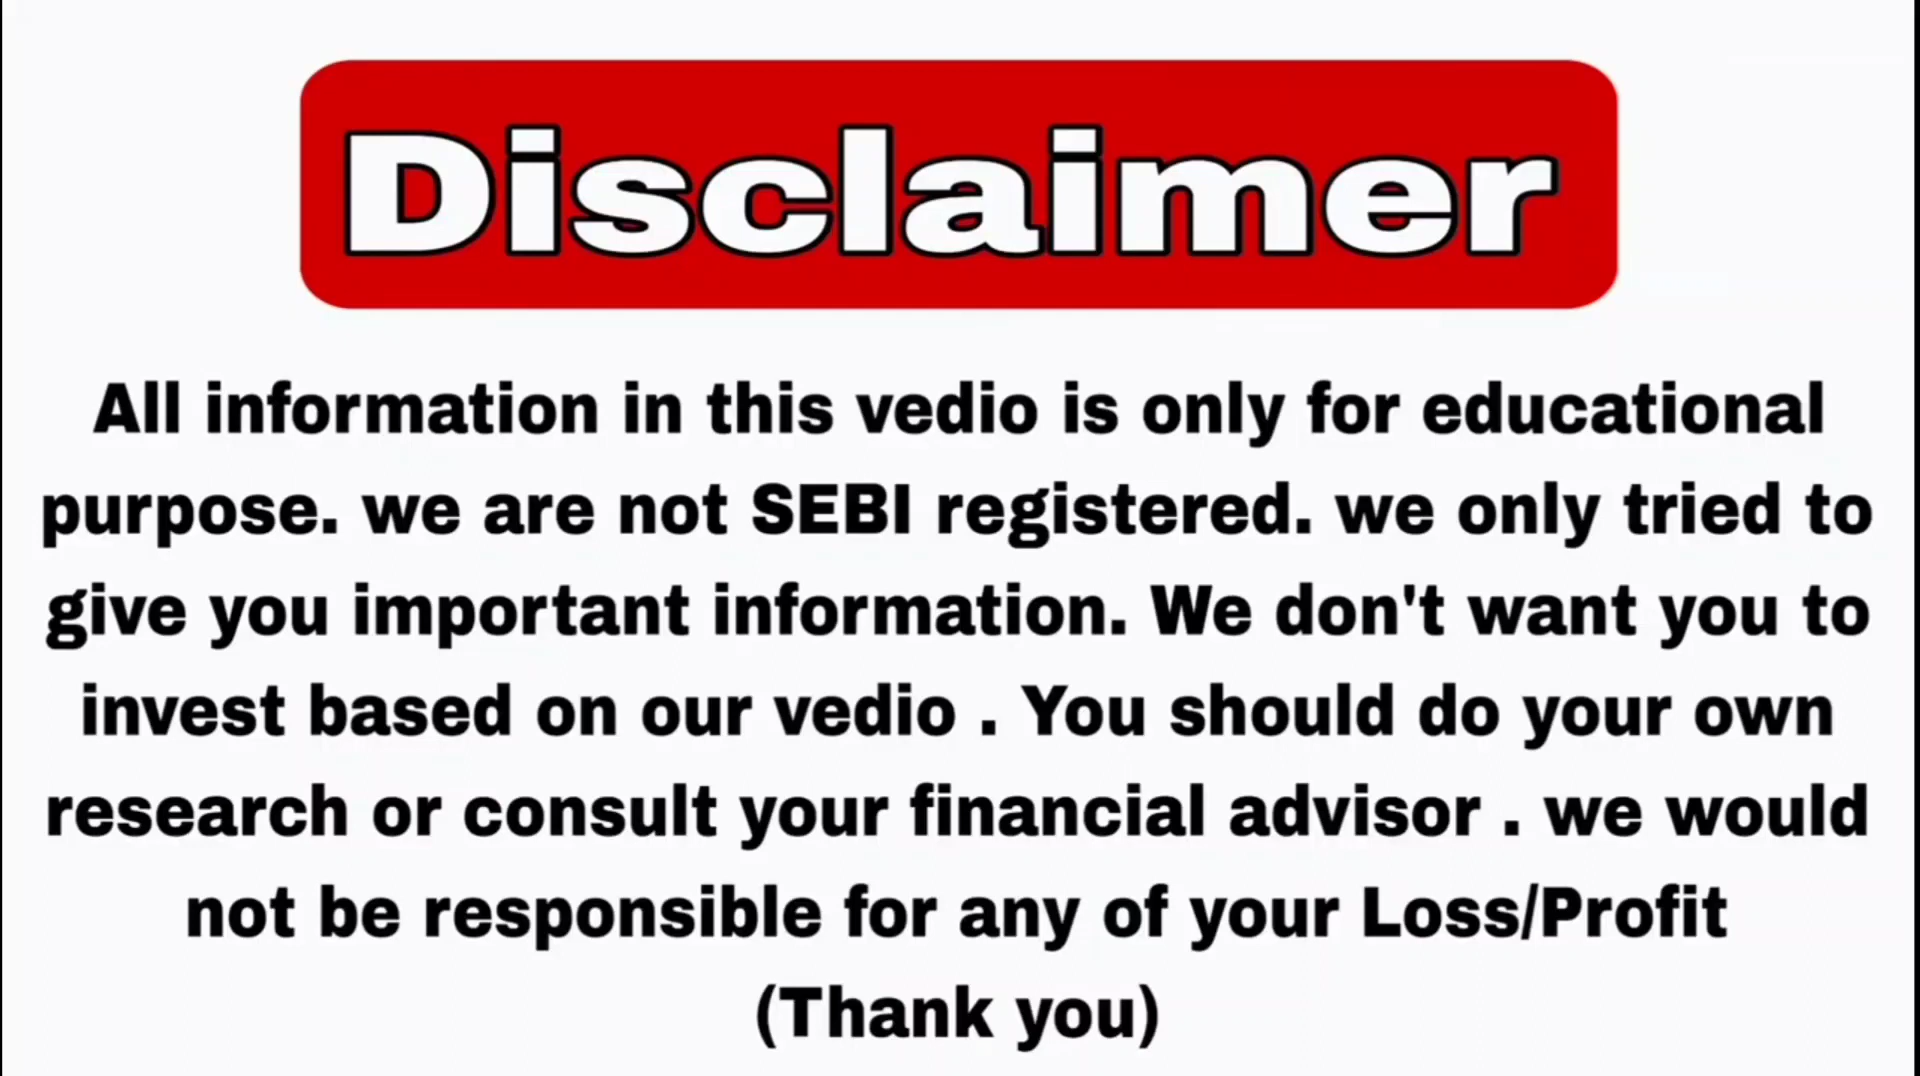 Disclaimer
All information in this vedio is only for educational
purpose. we are not SEBI registered. we only tried to
give you important information. We don't want you to
invest based on our vedio . You should do your own
research or consult your financial advisor . we would
not be responsible for any of your Loss/Profit
(Thank you)